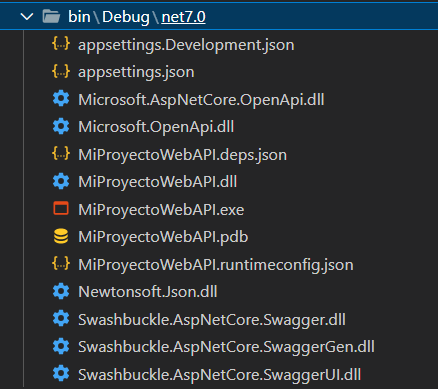 bin\Debug\net7.0
appsettings.Development.json
appsettings.json
Microsoft.AspNetCore.OpenApi.dll
Microsoft.OpenApi.dll
MiProyectoWebAPI.deps.json
MiProyectoWebAPI.dll
MiProyectoWebAPI.exe
MiProyectoWebAPI.pdb
MiProyectoWebAPI.runtimeconfig.json
Newtonsoft.Json.dll
Swashbuckle.AspNetCore.Swagger.dll
Swashbuckle.AspNetCore.SwaggerGen.dll
Swashbuckle.AspNetCore.SwaggerUI.dll